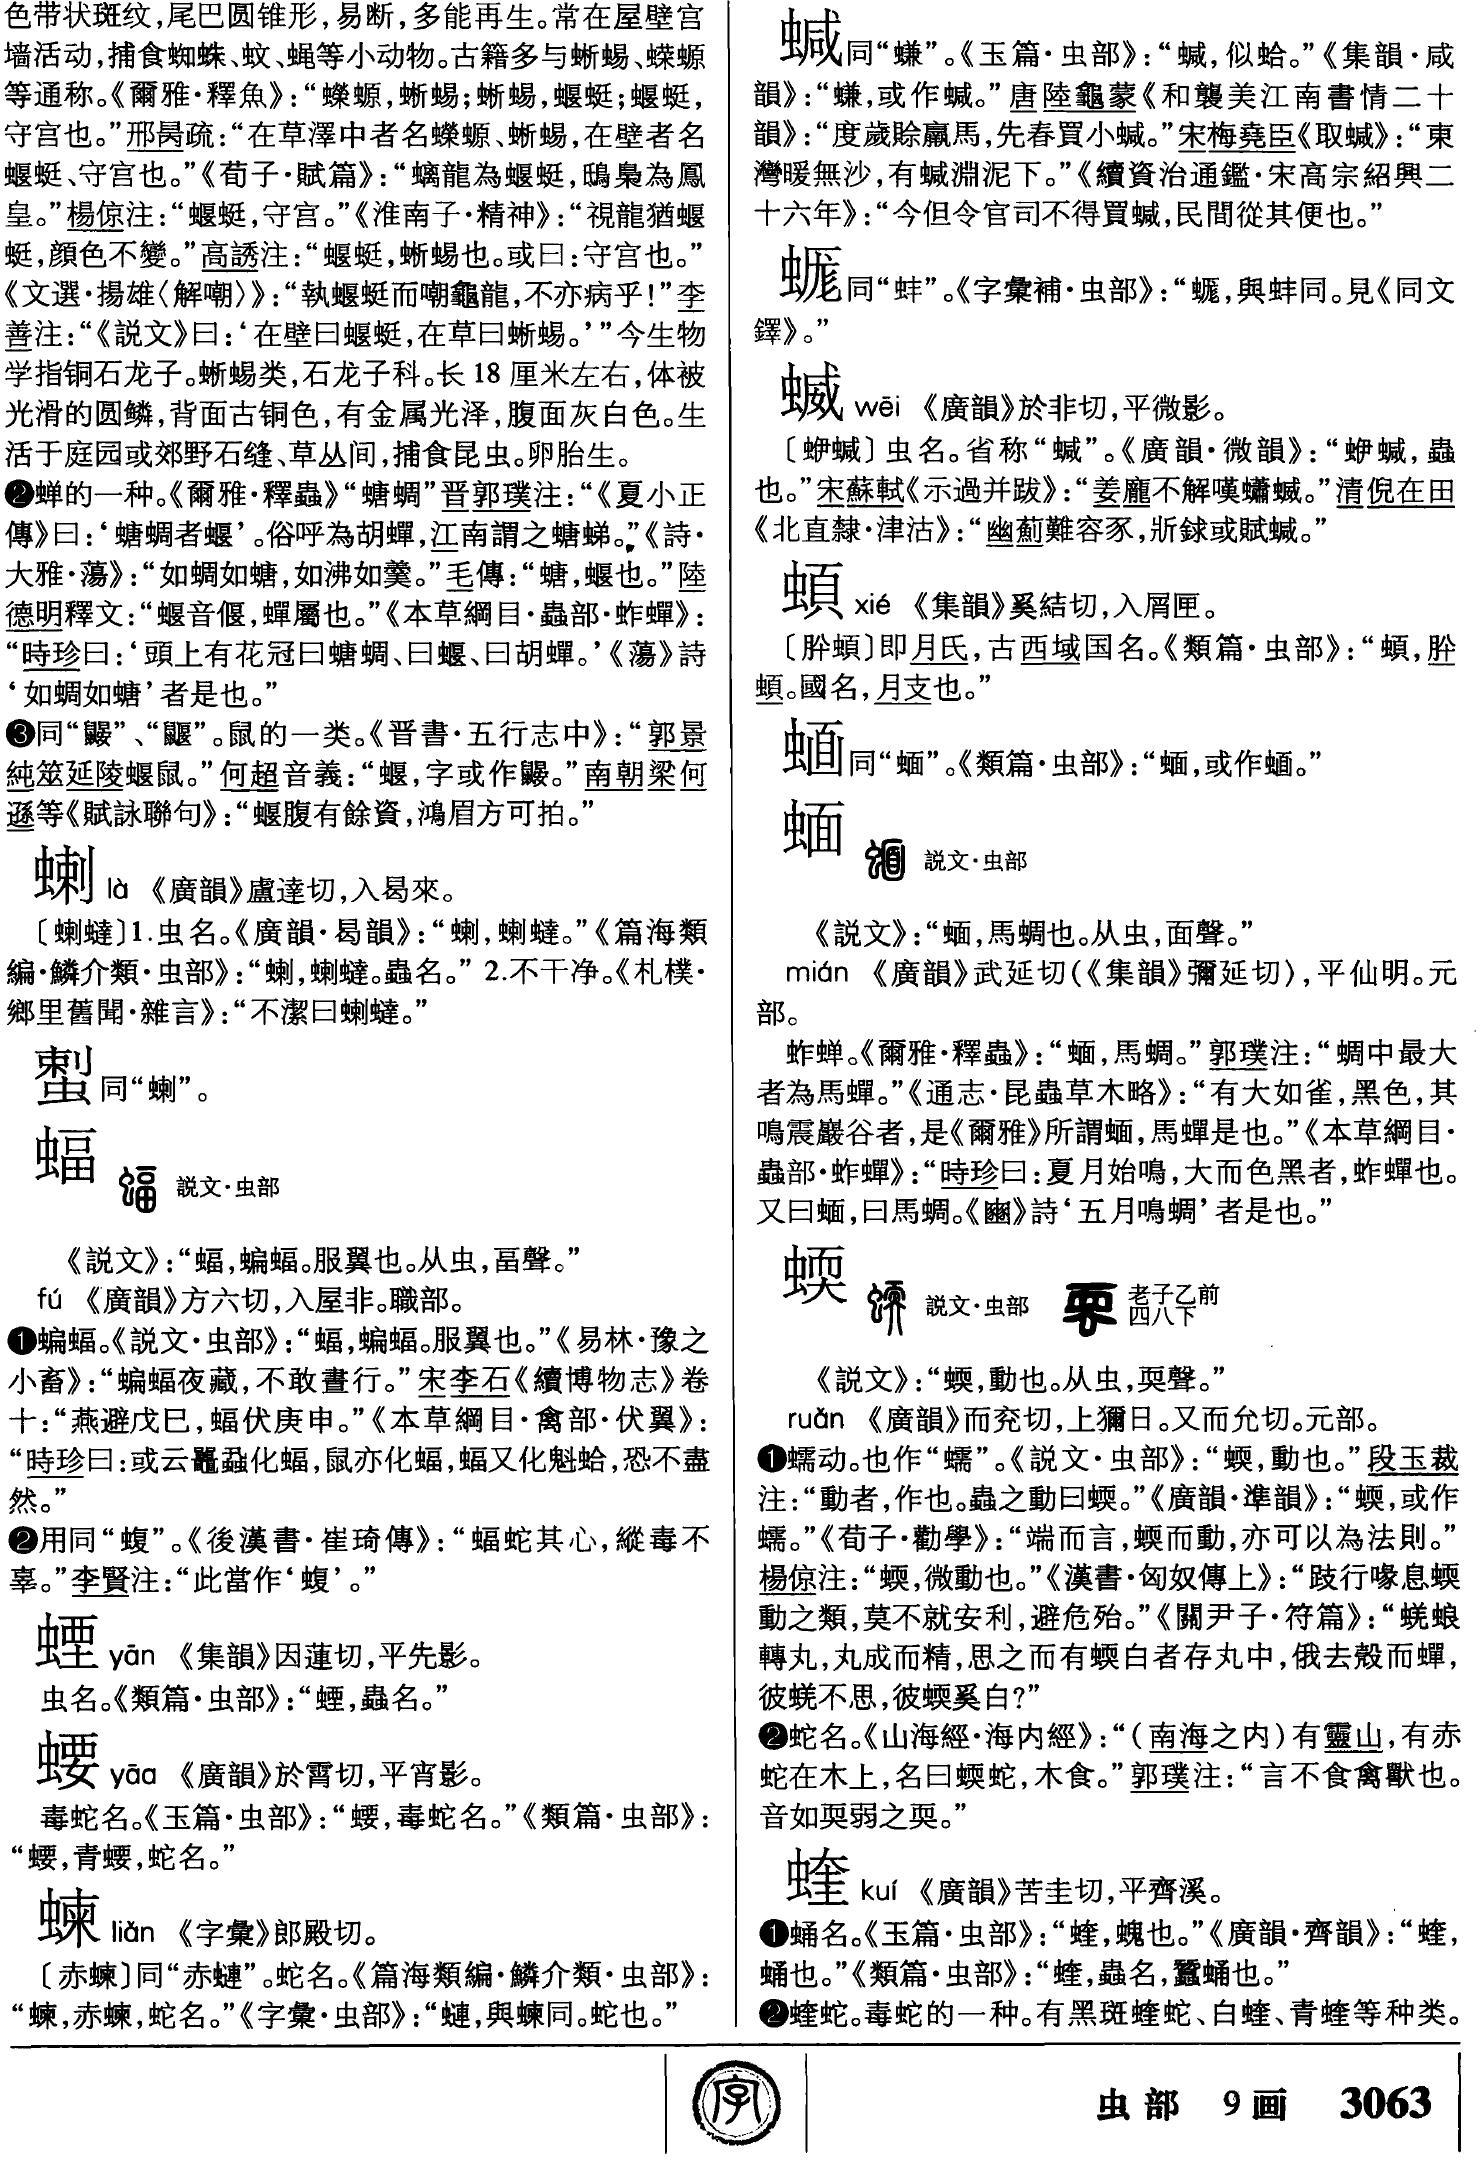 色带状斑纹,尾巴圆锥形,易断,多能再生。常在屋壁宫
墙活动,捕食蜘蛛、蚊、蝇等小动物。古籍多与蜥蜴、蠑螈
等通称。《爾雅·釋魚》:“蠑螈,蜥蜴;蜥蜴,蝘蜓;蝘蜓,
守宫也。”邢昺疏:“在草澤中者名蠑螈、蜥蜴,在壁者名
蝘蜓、守宫也。”《荀子·賦篇》:“螭龍為蝘蜓,鴟梟為鳳
皇。”楊倞注:“蝘蜓,守宫。”《淮南子·精神》:“視龍猶蝘
蜓,顔色不變。”高誘注:“蝘蜓,蜥蜴也。或曰:守宫也。”
《文選·揚雄〈解嘲〉》:“執蝘蜓而嘲龜龍,不亦病乎!”李
善注:“《説文》曰:‘在壁曰蝘蜓,在草曰蜥蜴。’”今生物
学指铜石龙子。蜥蜴类,石龙子科。长18厘米左右,体被
光滑的圆鳞,背面古铜色,有金属光泽,腹面灰白色。生
活于庭园或郊野石缝、草丛间,捕食昆虫。卵胎生。
❷蝉的一种。《爾雅·釋蟲》“螗蜩”晋郭璞注:“《夏小正
傳》曰:‘螗蜩者蝘’。俗呼為胡蟬,江南謂之螗蛦。”《詩·
大雅·蕩》:“如蜩如螗,如沸如羹。”毛傳:“螗,蝘也。”陸
德明釋文:“蝘音偃,蟬屬也。”《本草綱目·蟲部·蚱蟬》:
“時珍曰:‘頭上有花冠曰螗蜩、曰蝘、曰胡蟬。’《蕩》詩
‘如蜩如螗’者是也。”
❸同“鼴”、“鼹”。鼠的一类。《晋書·五行志中》:“郭景
純筮延陵蝘鼠。”何超音義:“蝘,字或作鼴。”南朝梁何
遜等《賦詠聯句》:“蝘腹有餘資,鴻眉方可拍。”
蝲 là 《廣韻》盧達切,入曷來。
〔蝲𧍣〕1.虫名。《廣韻·曷韻》:“蝲,蝲䗖。”《篇海類
編·鱗介類·虫部》:“蝲,蝲䗖。蟲名。” 2.不干净。《札樸·
鄉里舊聞·雜言》:“不潔曰蝲䗖。”
同“蝲”。
蝠 説文·虫部
《説文》:“蝠,蝙蝠。服翼也。从虫,畐聲。”
fú 《廣韻》方六切,入屋非。職部。
❶蝙蝠。《説文·虫部》:“蝠,蝙蝠。服翼也。”《易林·豫之
小畜》:“蝙蝠夜藏,不敢晝行。”宋李石《續博物志》卷
十:“燕避戊巳,蝠伏庚申。”《本草綱目·禽部·伏翼》:
“時珍曰:或云鼍蝨化蝠,鼠亦化蝠,蝠又化魁蛤,恐不盡
然。”
❷用同“蝮”。《後漢書·崔琦傳》:“蝠蛇其心,縱毒不
辜。”李賢注:“此當作‘蝮’。”
蝹 yān 《集韻》因蓮切,平先影。
虫名。《類篇·虫部》:“蟲名。”
𧍔 yāo 《廣韻》於霄切,平宵影。
毒蛇名。《玉篇·虫部》:“毒蛇名。”《類篇·虫部》:
“蛇名。”
蝀 liǎn 《字彙》郎殿切。
〔赤蝀〕同“赤䗴”。蛇名。《篇海類編·鱗介類·虫部》:
“赤,蛇名。”《字彙·虫部》:“䗴,與同。蛇也。”
䗁同“蠊”。《玉篇·虫部》:“似蛤。”《集韻·咸
韻》:“或作。”唐陸龜蒙《和襲美江南書情二十
韻》:“度歲賒羸馬,先春買小。”宋梅堯臣《取》:“東
灣暖無沙,有淵泥下。”《續資治通鑑·宋高宗紹興二
十六年》:“今但令官司不得買,民間從其便也。”
同“蚌”。《字彙補·虫部》:“與蚌同。見《同文
鐸》。”
蝛 wēi 《廣韻》於非切,平微影。
〔蛜蝛〕虫名。省称“蝛”。《廣韻·微韻》:“蛜蝛,蟲
也。”宋蘇軾《示過并跋》:“姜龐不解嘆蠨蝛。”清倪在田
《北直隸·津沽》:“幽薊難容豕,斨銶或賦蝛。”
xié 《集韻》奚結切,入屑匣。
即月氏,古西域国名。《類篇·虫部》:“肸
國名,月支也。”
同“蝒”。《類篇·虫部》:“蝒,或作。”
蝒 説文·虫部
《説文》:“蝒,馬蜩也。从虫,面聲。”
mián 《廣韻》武延切(《集韻》彌延切),平仙明。元
部。
蚱蝉。《爾雅·釋蟲》:“蝒,馬蜩。”郭璞注:“蜩中最大
者為馬蟬。”《通志·昆蟲草木略》:“有大如雀,黑色,其
鳴震巖谷者,是《爾雅》所謂蝒,馬蟬是也。”《本草綱目·
蟲部·蚱蟬》:“時珍曰:夏月始鳴,大而色黑者,蚱蟬也。
又曰蝒,曰馬蜩。《豳》詩‘五月鳴蜩’者是也。”
蝡 説文·虫部 老子乙前
四八下
《説文》:“蝡,動也。从虫,耎聲。”
ruǎn 《廣韻》而兖切,上獮日。又而允切。元部。
❶蠕动。也作“蠕”。《説文·虫部》:“蝡,動也。”段玉裁
注:“動者,作也。蟲之動曰蝡。”《廣韻·準韻》:“蝡,或作
蠕。”《荀子·勸學》:“端而言,蝡而動,亦可以為法則。”
楊倞注:“蝡,微動也。”《漢書·匈奴傳上》:“跂行喙息蝡
動之類,莫不就安利,避危殆。”《關尹子·符篇》:“蜣蜋
轉丸,丸成而精,思之而有蝡白者存丸中,俄去殼而蟬,
彼蜣不思,彼蝡奚白?”
❷蛇名。《山海經·海内經》:“(南海之内)有靈山,有赤
蛇在木上,名曰蝡蛇,木食。”郭璞注:“言不食禽獸也。
音如耎弱之耎。”
蝰 kuí 《廣韻》苦圭切,平齊溪。
❶蛹名。《玉篇·虫部》:“蝰,螝也。”《廣韻·齊韻》:“蝰,
蛹也。”《類篇·虫部》:“蝰,蟲名,蠶蛹也。”
❷蝰蛇。毒蛇的一种。有黑斑蝰蛇、白蝰、青蝰等种类。
字
虫部 9画 3063